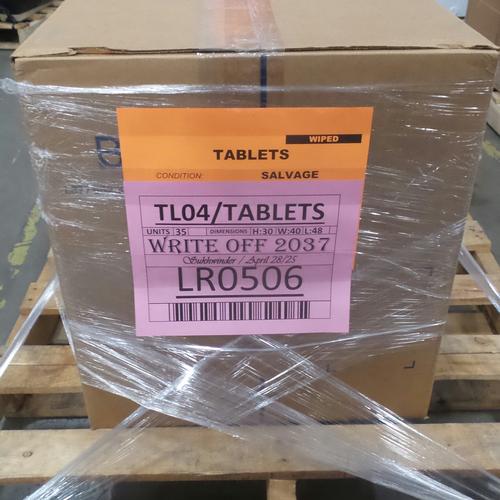 WIPED
TABLETS
CONDITION: SALVAGE
TL04/TABLETS
UNITS 35 DIMENSIONS H:30 W:40 L:48
WRITE OFF 2037
Sukhwinder / April 28/25
LR0506